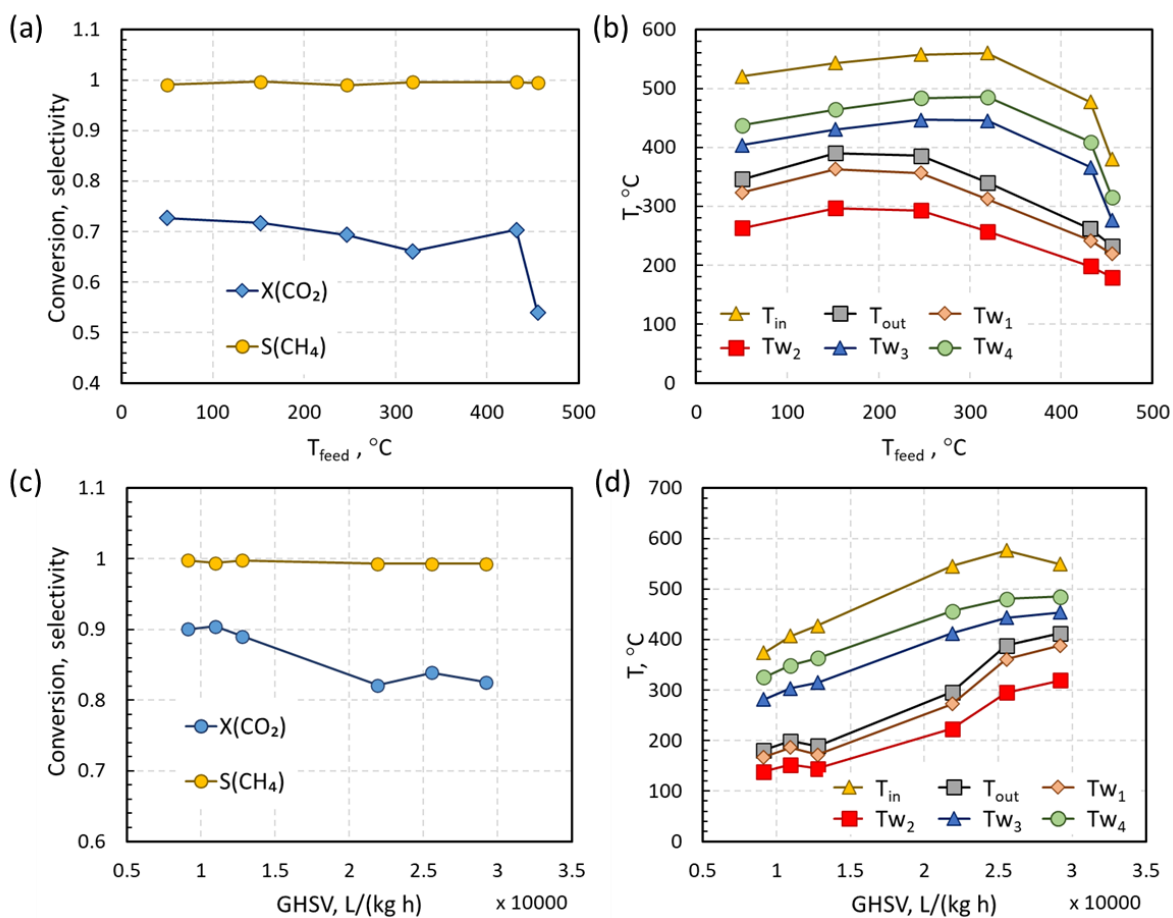 (a)
1.1
1
0.9
0.8
0.7
0.6
0.5
0.4
Conversion, selectivity
X(CO₂)
S(CH₄)
0 100 200 300 400 500
T_feed , °C
(b)
600
500
400
300
200
100
0
T, °C
T_in T_out Tw₁
Tw₂ Tw₃ Tw₄
0 100 200 300 400 500
T_feed , °C
(c)
1.1
1
0.9
0.8
0.7
0.6
Conversion, selectivity
X(CO₂)
S(CH₄)
0.5 1 1.5 2 2.5 3 3.5
GHSV, L/(kg h) x 10000
(d)
700
600
500
400
300
200
100
0
T, °C
T_in T_out Tw₁
Tw₂ Tw₃ Tw₄
0.5 1 1.5 2 2.5 3 3.5
GHSV, L/(kg h) x 10000